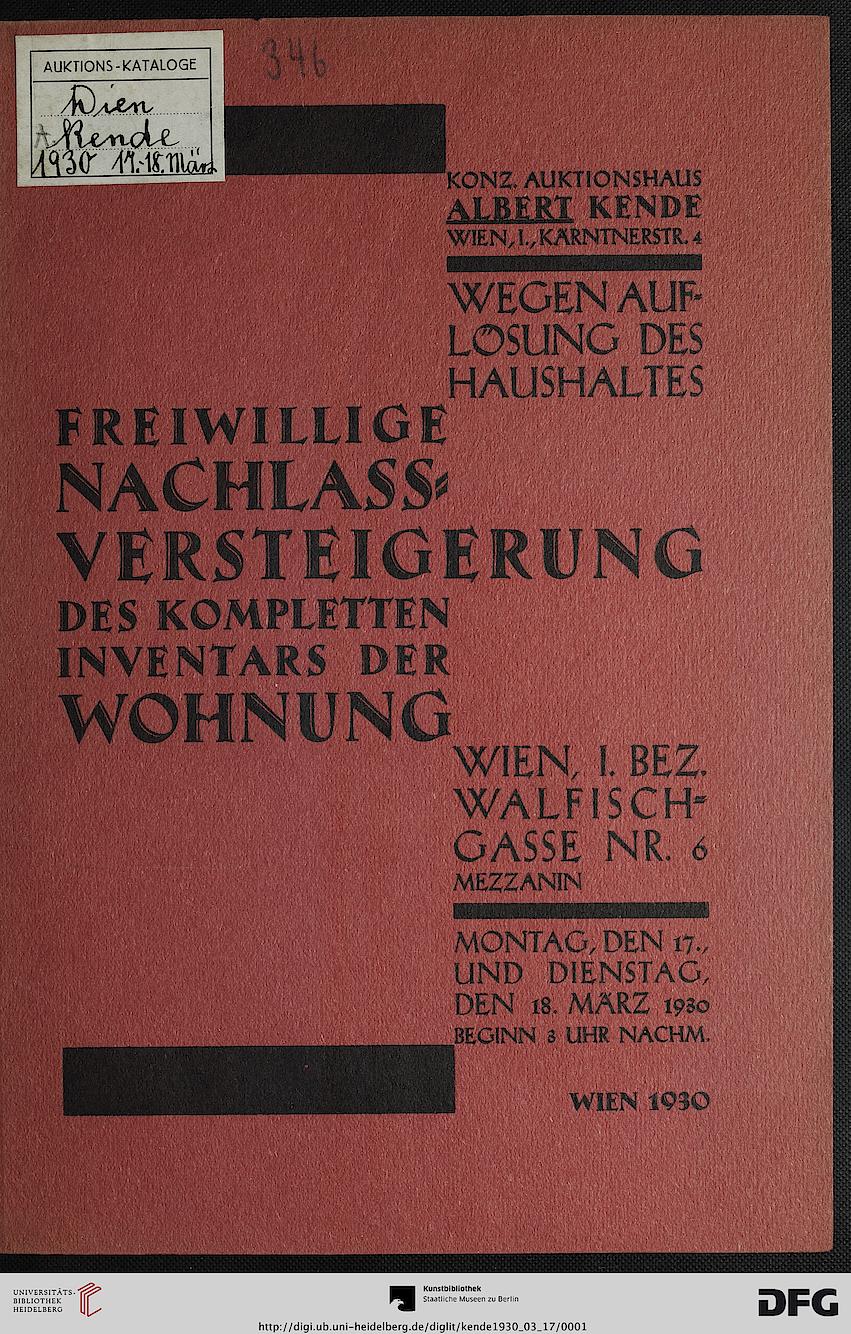 346
AUKTIONS-KATALOGE
Wien
Kende
1930 17.-18. März
KONZ. AUKTIONSHAUS
ALBERT KENDE
WIEN, I., KÄRNTNERSTR. 4
WEGEN AUF-
LÖSUNG DES
HAUSHALTES
FREIWILLIGE
NACHLASS-
VERSTEIGERUNG
DES KOMPLETTEN
INVENTARS DER
WOHNUNG
WIEN, I. BEZ.
WALFISCH-
GASSE NR. 6
MEZZANIN
MONTAG, DEN 17.,
UND DIENSTAG,
DEN 18. MÄRZ 1930
BEGINN 3 UHR NACHM.
WIEN 1930
UNIVERSITÄTS-
BIBLIOTHEK
HEIDELBERG
Kunstbibliothek
Staatliche Museen zu Berlin
DFG
http://digi.ub.uni-heidelberg.de/diglit/kende1930_03_17/0001